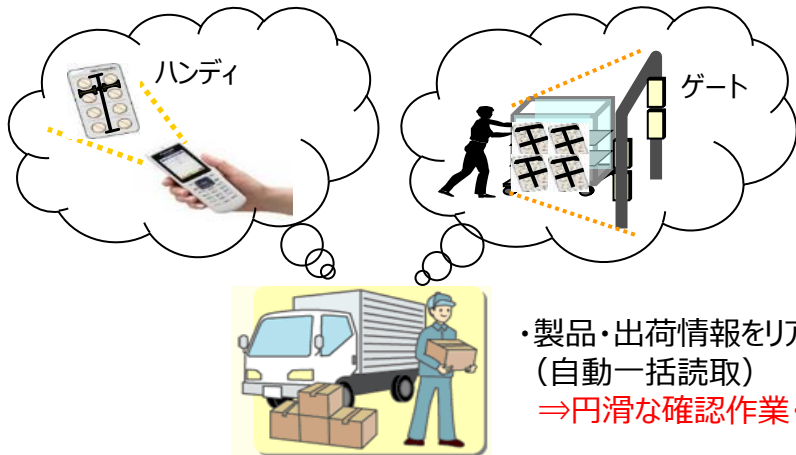 ハンディ
ゲート
・製品・出荷情報をリア
（自動一括読取）
⇒円滑な確認作業・